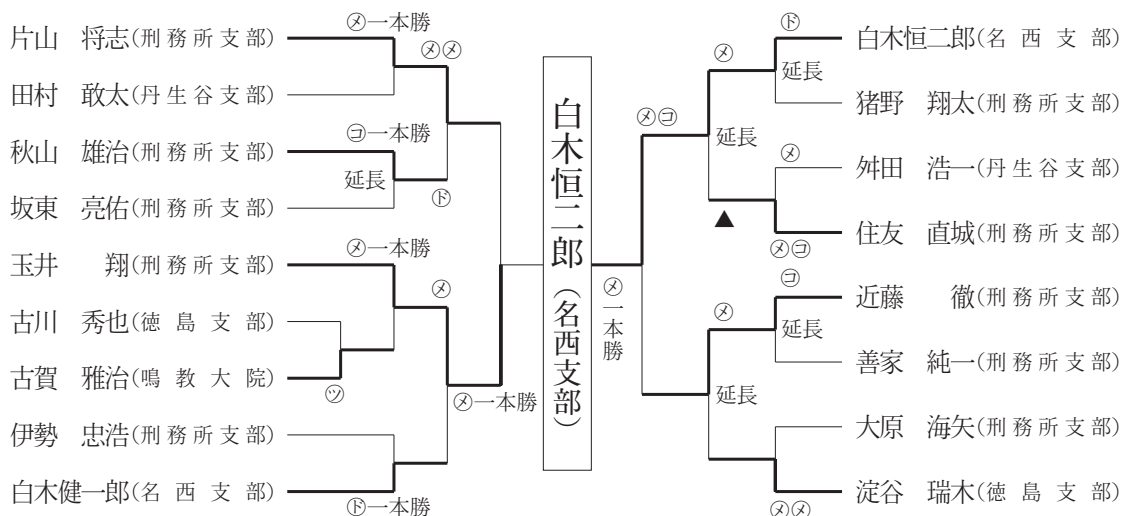 片山　将志(刑務所支部)
田村　敢太(丹生谷支部)
秋山　雄治(刑務所支部)
坂東　亮佑(刑務所支部)
玉井　　翔(刑務所支部)
古川　秀也(徳島支部)
古賀　雅治(鳴教大院)
伊勢　忠浩(刑務所支部)
白木健一郎(名西支部)
㋱一本勝
㋙一本勝
延長
㋱一本勝
㋡
㋣一本勝
㋱㋱
㋣
㋱
㋱一本勝
白木恒二郎（名西支部）
㋱一本勝
㋱㋙
㋱
延長
▲
㋱
延長
㋣
延長
㋱
㋱㋙
㋙
延長
㋱㋱
白木恒二郎(名西支部)
猪野　翔太(刑務所支部)
舛田　浩一(丹生谷支部)
住友　直城(刑務所支部)
近藤　　徹(刑務所支部)
善家　純一(刑務所支部)
大原　海矢(刑務所支部)
淀谷　瑞木(徳島支部)